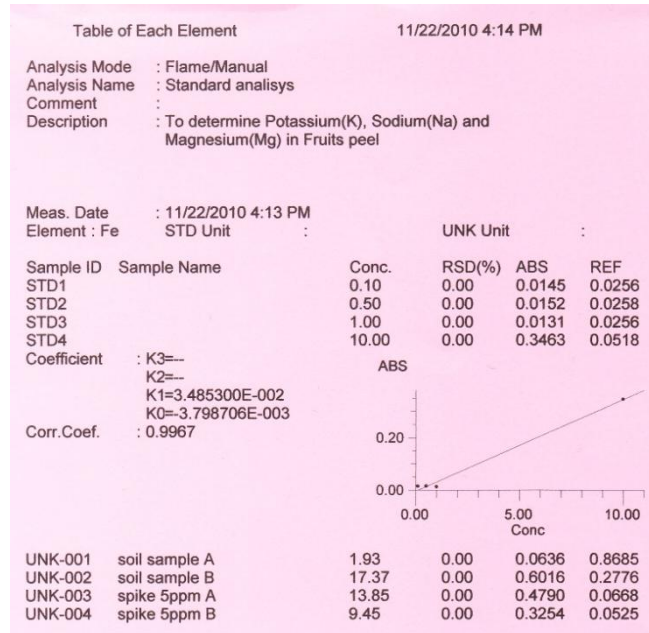 Table of Each Element 11/22/2010 4:14 PM
Analysis Mode : Flame/Manual
Analysis Name : Standard analisys
Comment :
Description : To determine Potassium(K), Sodium(Na) and
Magnesium(Mg) in Fruits peel
Meas. Date : 11/22/2010 4:13 PM
Element : Fe STD Unit : UNK Unit :
Sample ID Sample Name Conc. RSD(%) ABS REF
STD1 0.10 0.00 0.0145 0.0256
STD2 0.50 0.00 0.0152 0.0258
STD3 1.00 0.00 0.0131 0.0256
STD4 10.00 0.00 0.3463 0.0518
Coefficient : K3=--
K2=--
K1=3.485300E-002
K0=-3.798706E-003
Corr.Coef. : 0.9967
ABS
0.20
0.00
0.00 5.00 10.00
Conc
UNK-001 soil sample A 1.93 0.00 0.0636 0.8685
UNK-002 soil sample B 17.37 0.00 0.6016 0.2776
UNK-003 spike 5ppm A 13.85 0.00 0.4790 0.0668
UNK-004 spike 5ppm B 9.45 0.00 0.3254 0.0525